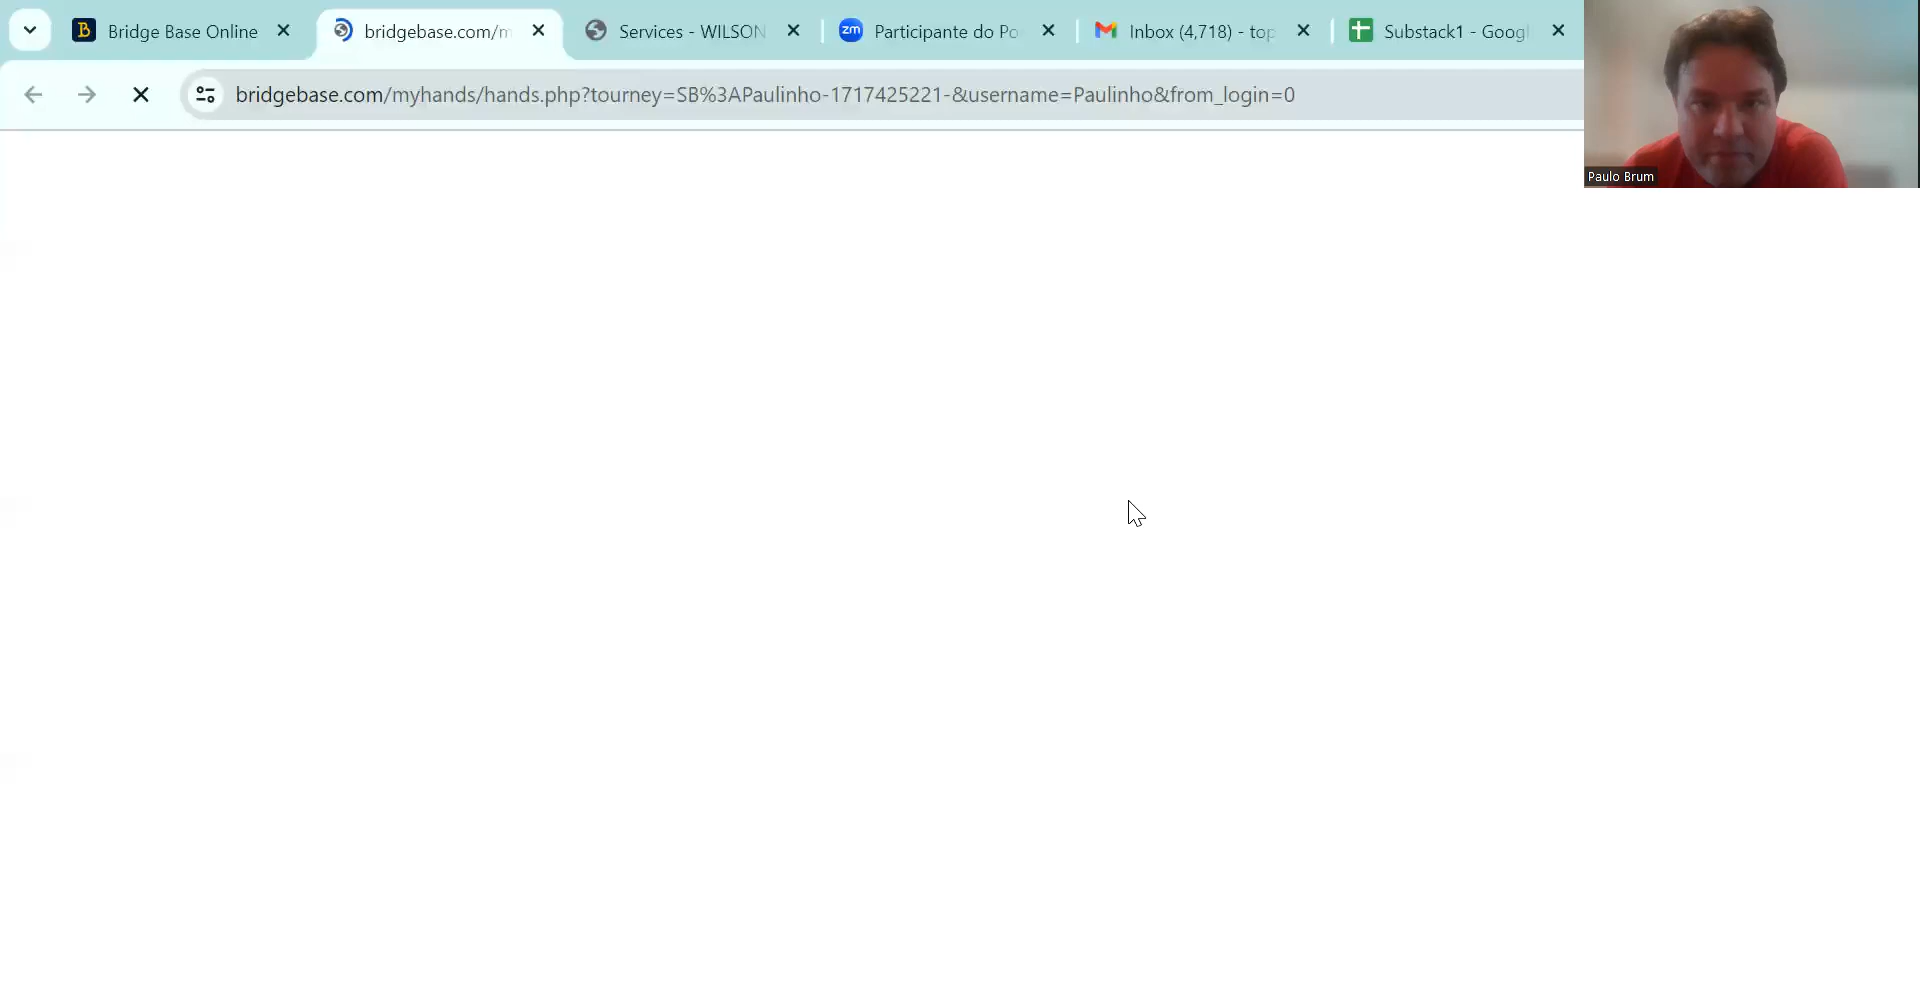 Bridge Base Online
bridgebase.com/m
Services - WILSON
zm
Participante do Po
Inbox (4,718) - top
Substack1 - Googl
bridgebase.com/myhands/hands.php?tourney=SB%3APaulinho-1717425221-&username=Paulinho&from_login=0
Paulo Brum